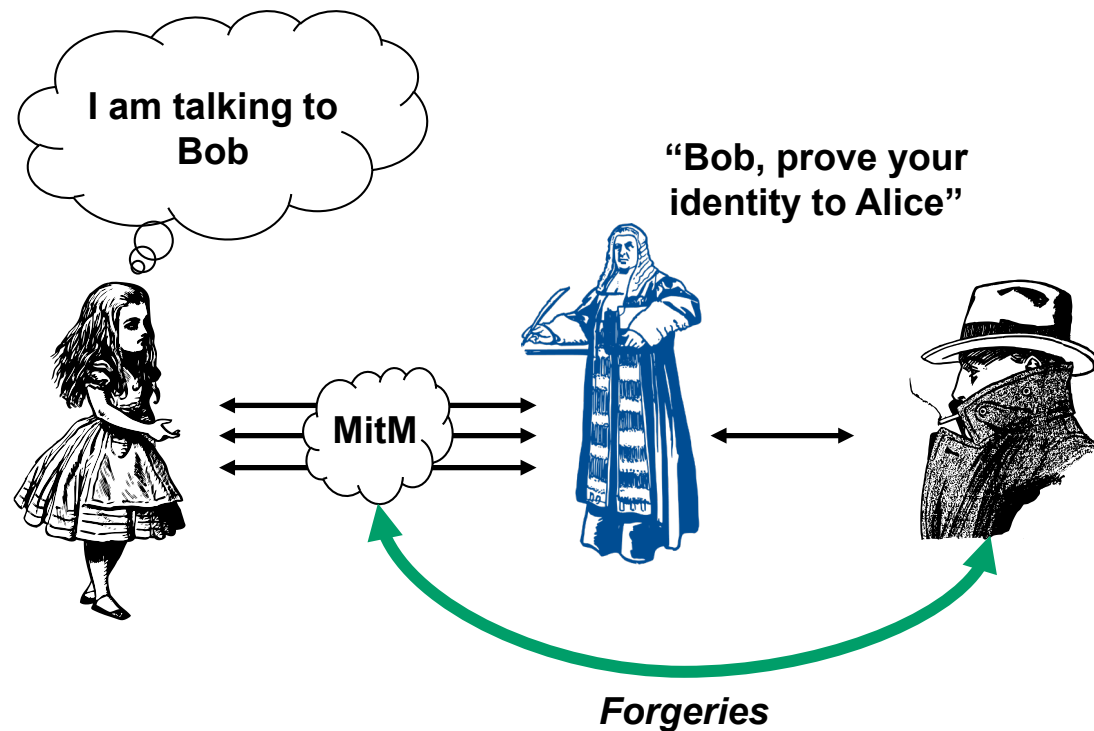 I am talking to
Bob
“Bob, prove your
identity to Alice”
MitM
Forgeries